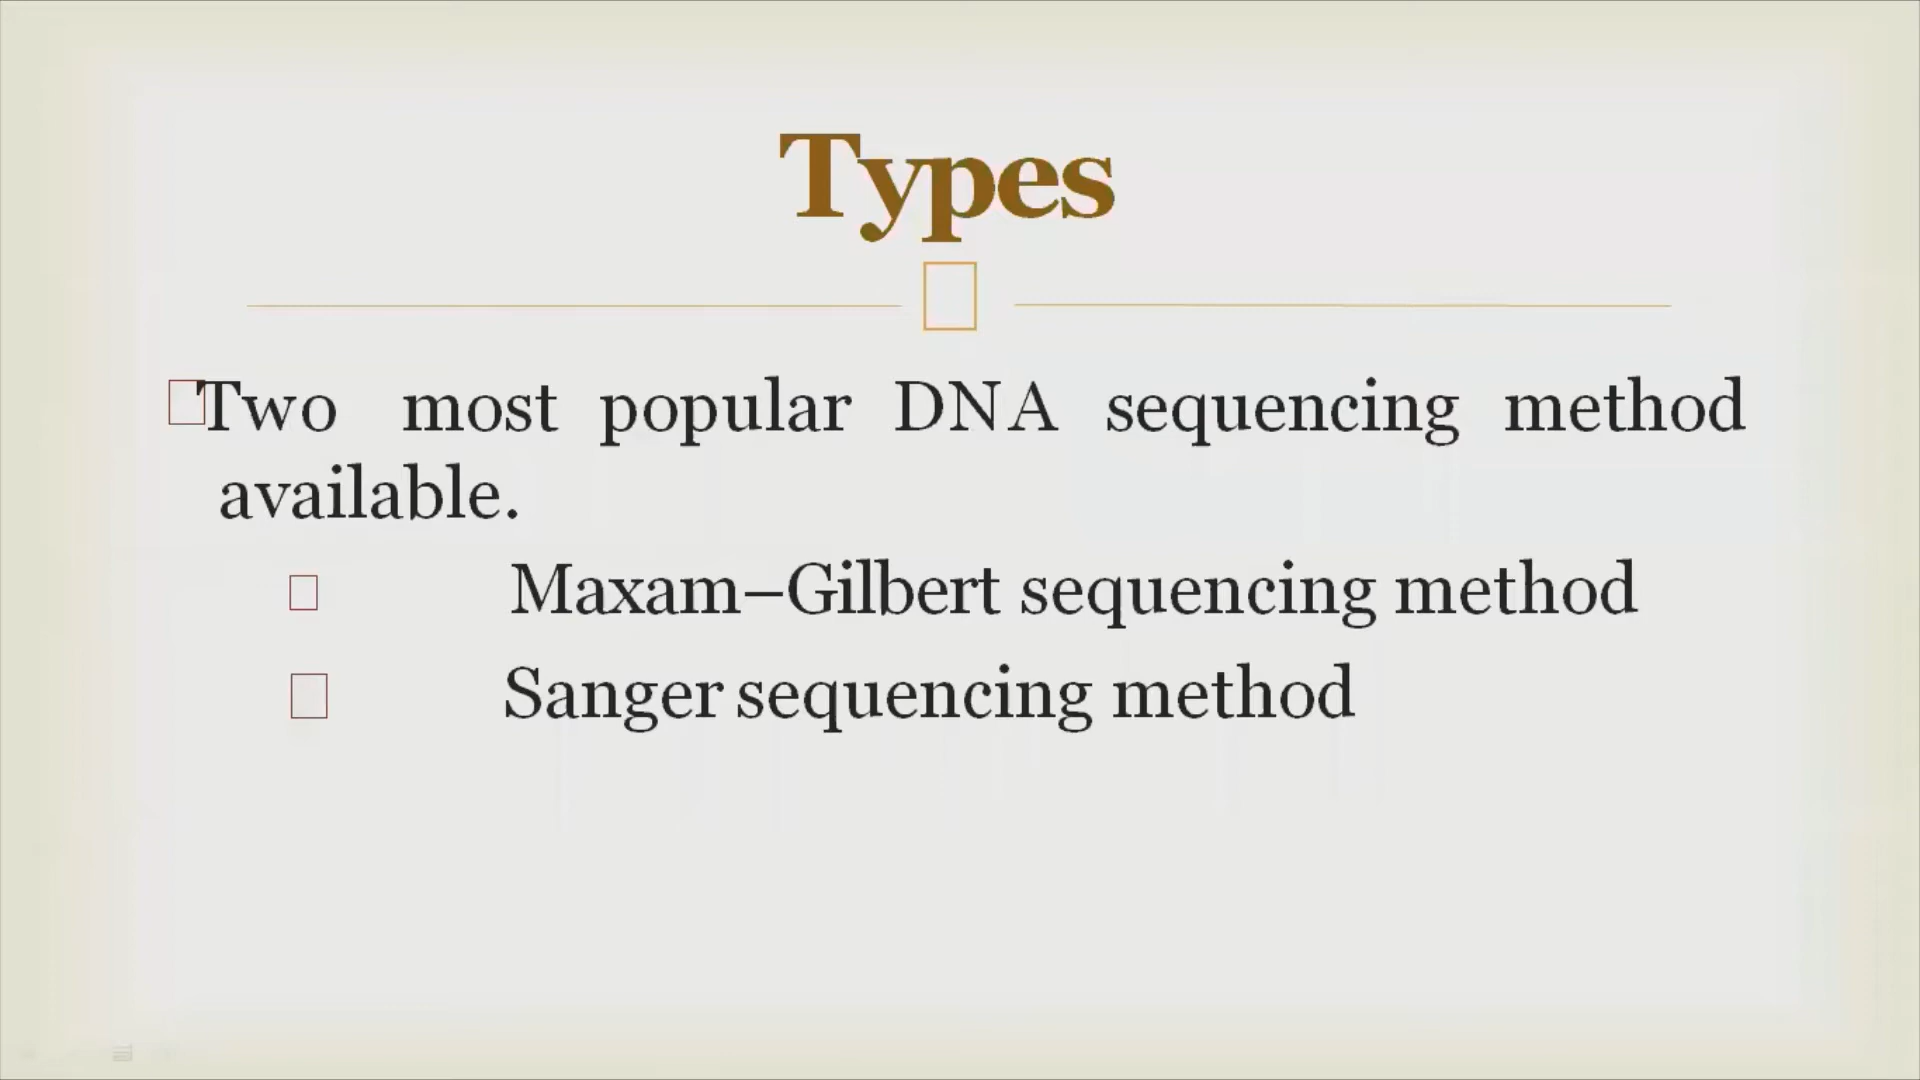 Types
Two most popular DNA sequencing method
available.
Maxam–Gilbert sequencing method
Sanger sequencing method